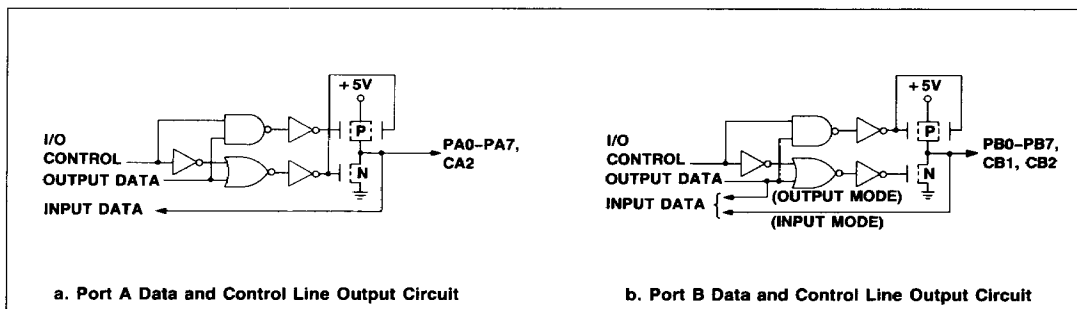 +5V
P
I/O
CONTROL
OUTPUT DATA
INPUT DATA
N
PA0–PA7,
CA2
a. Port A Data and Control Line Output Circuit
+5V
P
I/O
CONTROL
OUTPUT DATA
INPUT DATA
N
(OUTPUT MODE)
(INPUT MODE)
PB0–PB7,
CB1, CB2
b. Port B Data and Control Line Output Circuit